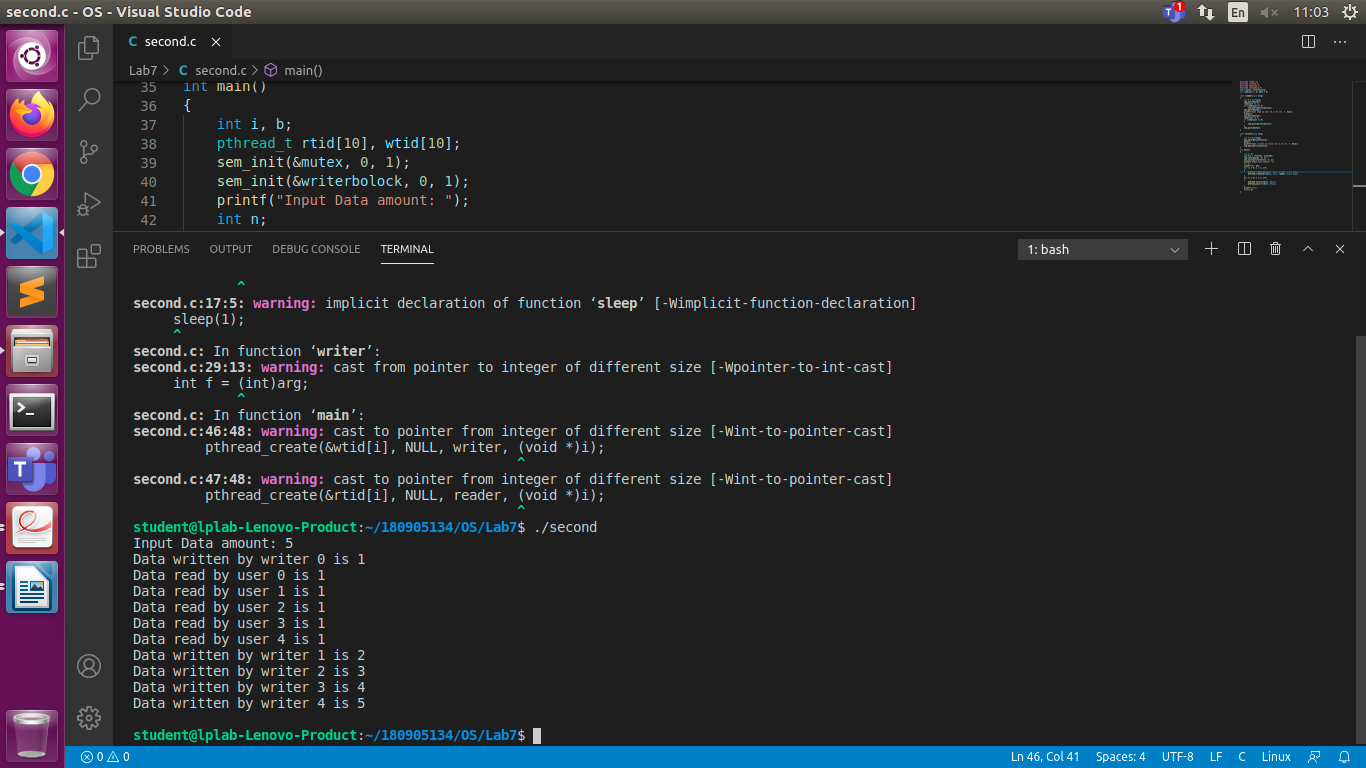 second.c - OS - Visual Studio Code
1
En
11:03
C second.c
Lab7 > C second.c > main()
35 int main()
36 {
37 int i, b;
38 pthread_t rtid[10], wtid[10];
39 sem_init(&mutex, 0, 1);
40 sem_init(&writerbolock, 0, 1);
41 printf("Input Data amount: ");
42 int n;
PROBLEMS OUTPUT DEBUG CONSOLE TERMINAL 1: bash
^
second.c:17:5: warning: implicit declaration of function ‘sleep’ [-Wimplicit-function-declaration]
sleep(1);
^
second.c: In function ‘writer’:
second.c:29:13: warning: cast from pointer to integer of different size [-Wpointer-to-int-cast]
int f = (int)arg;
^
second.c: In function ‘main’:
second.c:46:48: warning: cast to pointer from integer of different size [-Wint-to-pointer-cast]
pthread_create(&wtid[i], NULL, writer, (void *)i);
^
second.c:47:48: warning: cast to pointer from integer of different size [-Wint-to-pointer-cast]
pthread_create(&rtid[i], NULL, reader, (void *)i);
^
student@lplab-Lenovo-Product:~/180905134/OS/Lab7$ ./second
Input Data amount: 5
Data written by writer 0 is 1
Data read by user 0 is 1
Data read by user 1 is 1
Data read by user 2 is 1
Data read by user 3 is 1
Data read by user 4 is 1
Data written by writer 1 is 2
Data written by writer 2 is 3
Data written by writer 3 is 4
Data written by writer 4 is 5
student@lplab-Lenovo-Product:~/180905134/OS/Lab7$
0 0 Ln 46, Col 41 Spaces: 4 UTF-8 LF C Linux